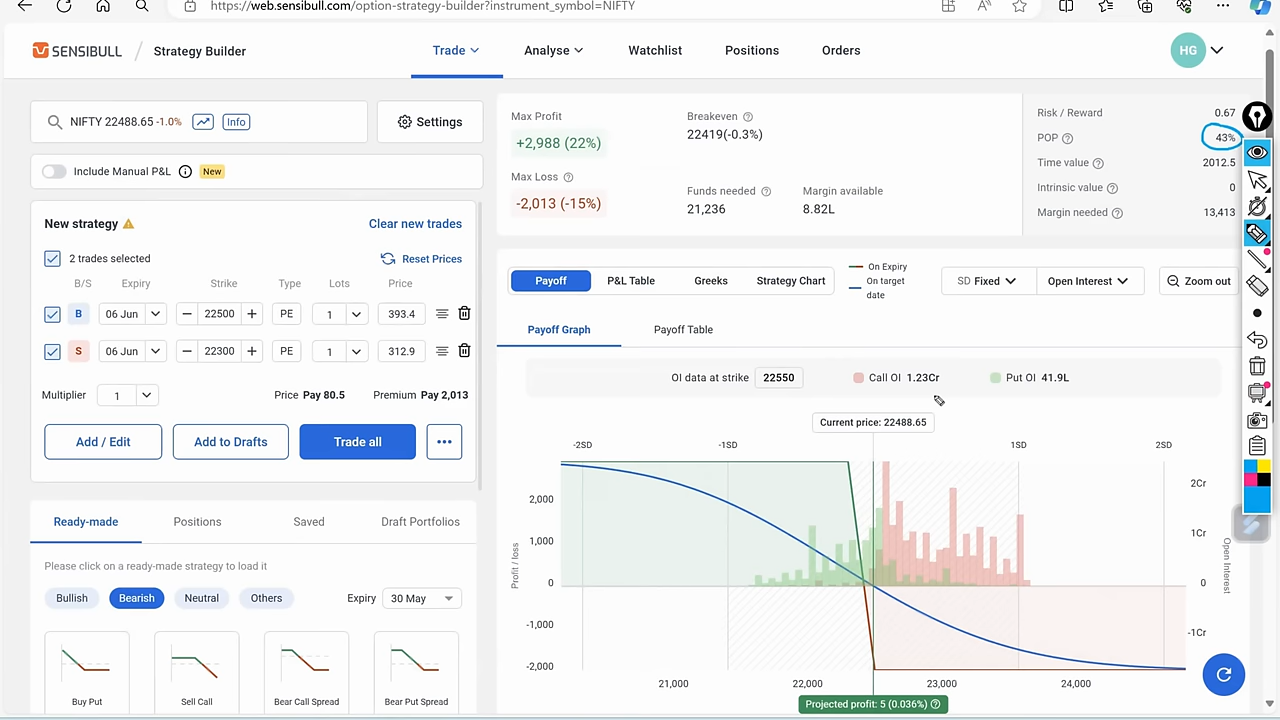 https://web.sensibull.com/option-strategy-builder?instrument_symbol=NIFTY
SENSIBULL / Strategy Builder
Trade
Analyse
Watchlist
Positions
Orders
HG
NIFTY 22488.65 -1.0%
Info
Settings
Include Manual P&L
New
New strategy
Clear new trades
2 trades selected
Reset Prices
B/S Expiry Strike Type Lots Price
B 06 Jun 22500 PE 1 393.4
S 06 Jun 22300 PE 1 312.9
Multiplier 1 Price Pay 80.5 Premium Pay 2,013
Add / Edit
Add to Drafts
Trade all
Ready-made Positions Saved Draft Portfolios
Please click on a ready-made strategy to load it
Bullish Bearish Neutral Others Expiry 30 May
Buy Put Sell Call Bear Call Spread Bear Put Spread
Max Profit
+2,988 (22%)
Breakeven
22419(-0.3%)
Max Loss
-2,013 (-15%)
Funds needed
21,236
Margin available
8.82L
Risk / Reward 0.67
POP 43%
Time value 2012.5
Intrinsic value 0
Margin needed 13,413
Payoff P&L Table Greeks Strategy Chart
On Expiry
On target
date
SD Fixed
Open Interest
Zoom out
Payoff Graph Payoff Table
OI data at strike 22550 Call OI 1.23Cr Put OI 41.9L
Current price: 22488.65
-2SD -1SD 1SD 2SD
Profit / loss
2,000
1,000
0
-1,000
-2,000
2Cr
1Cr
0
-1Cr
Open Interest
21,000 22,000 23,000 24,000
Projected profit: 5 (0.036%)